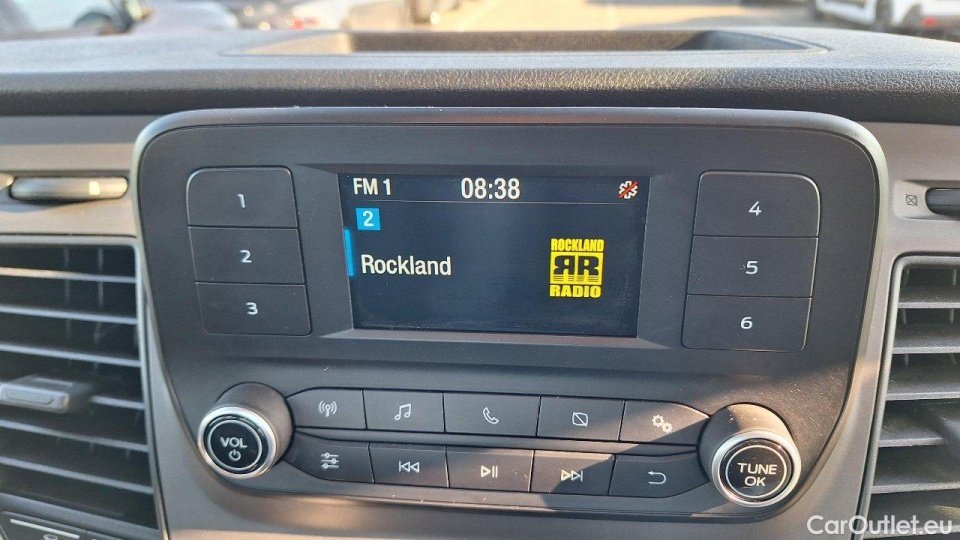 FM 1 08:38
2
Rockland
ROCKLAND
RR
RADIO
1
2
3
4
5
6
VOL
TUNE
OK
CarOutlet.eu